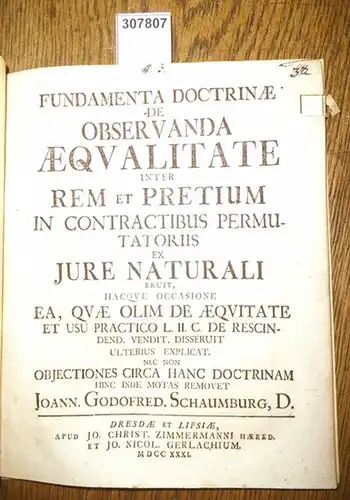 307807
FUNDAMENTA DOCTRINÆ
DE
OBSERVANDA
ÆQVALITATE
INTER
REM ET PRETIUM
IN CONTRACTIBUS PERMU-
TATORIIS
EX
JURE NATURALI
ERUIT,
HACQVE OCCASIONE
EA, QVÆ OLIM DE ÆQVITATE
ET USU PRACTICO L. II. C. DE RESCIN-
DEND. VENDIT. DISSERUIT
ULTERIUS EXPLICAT.
NEC NON
OBJECTIONES CIRCA HANC DOCTRINAM
HINC INDE MOTAS REMOVET
JOANN. GODOFRED. SCHAUMBURG, D.
DRESDÆ ET LIPSIÆ,
APUD JO. CHRIST. ZIMMERMANNI HÆRED.
ET JO. NICOL. GERLACHIUM.
MDCC XXXI.